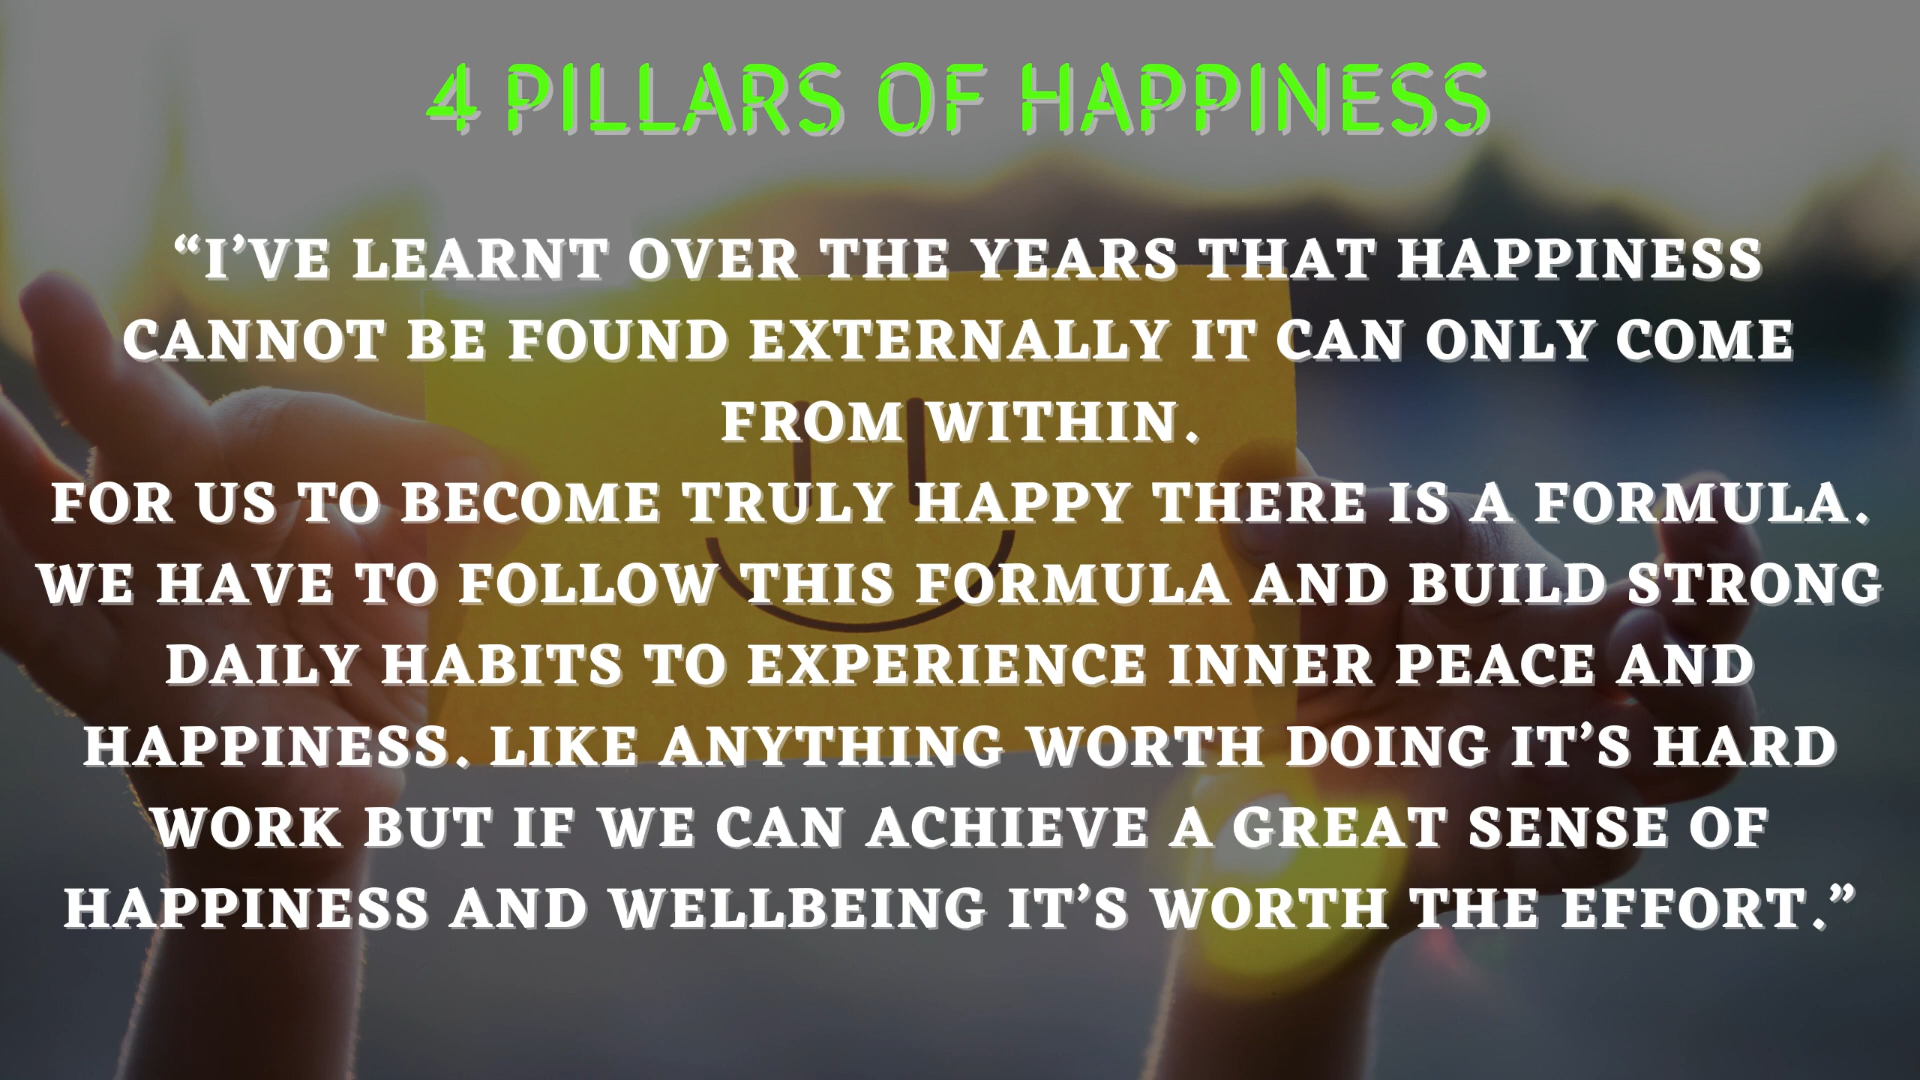 4 PILLARS OF HAPPINESS
“I’VE LEARNT OVER THE YEARS THAT HAPPINESS
CANNOT BE FOUND EXTERNALLY IT CAN ONLY COME
FROM WITHIN.
FOR US TO BECOME TRULY HAPPY THERE IS A FORMULA.
WE HAVE TO FOLLOW THIS FORMULA AND BUILD STRONG
DAILY HABITS TO EXPERIENCE INNER PEACE AND
HAPPINESS. LIKE ANYTHING WORTH DOING IT’S HARD
WORK BUT IF WE CAN ACHIEVE A GREAT SENSE OF
HAPPINESS AND WELLBEING IT’S WORTH THE EFFORT.”